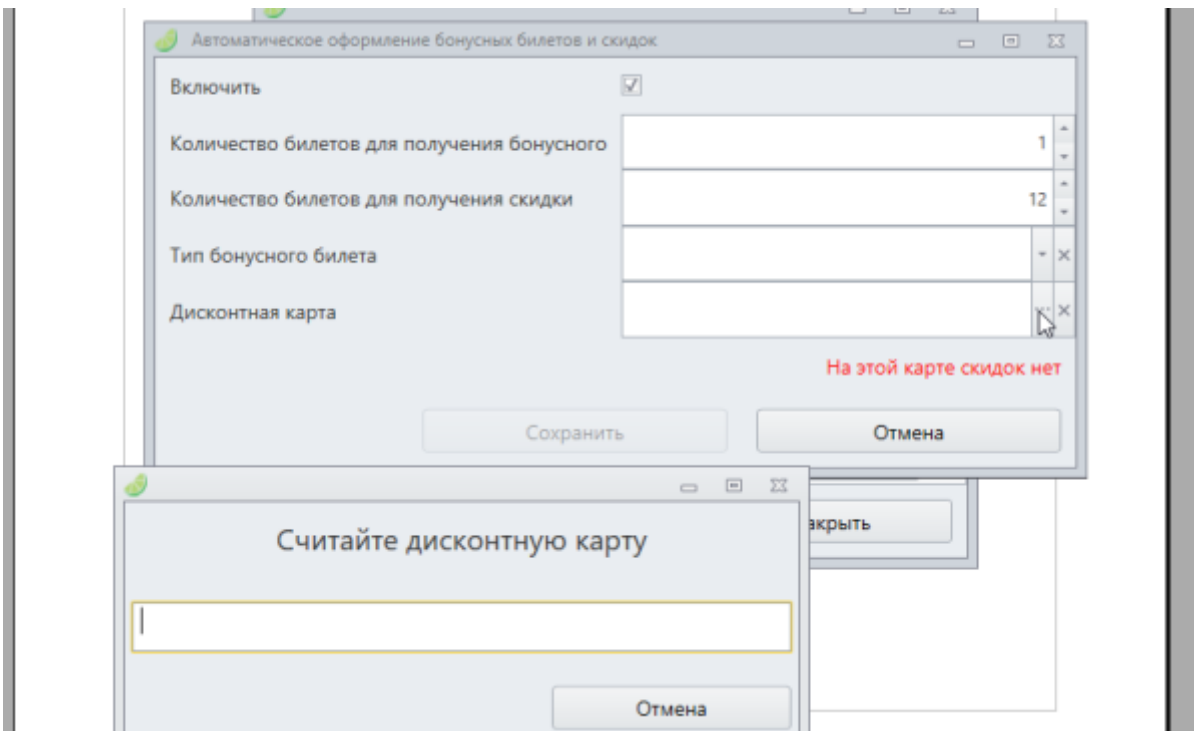 Автоматическое оформление бонусных билетов и скидок
Включить
Количество билетов для получения бонусного 1
Количество билетов для получения скидки 12
Тип бонусного билета
Дисконтная карта
На этой карте скидок нет
Сохранить Отмена
акрыть
Считайте дисконтную карту
Отмена